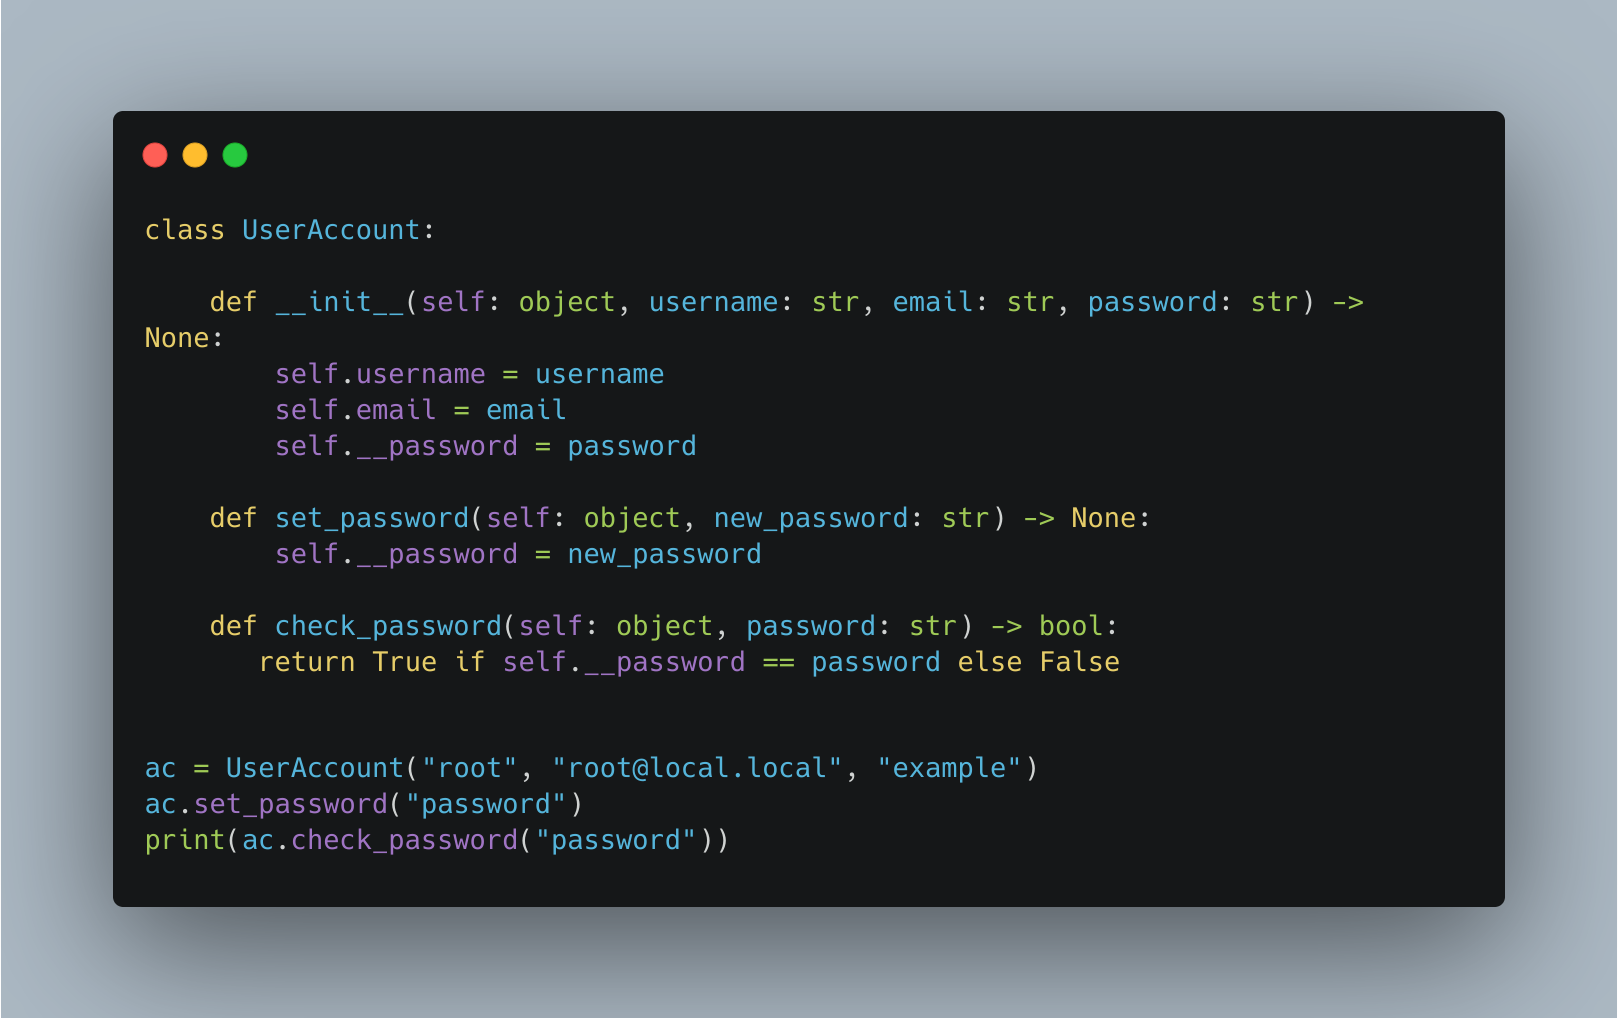 class UserAccount:
    def __init__(self: object, username: str, email: str, password: str) ->
None:
        self.username = username
        self.email = email
        self.__password = password
    def set_password(self: object, new_password: str) -> None:
        self.__password = new_password
    def check_password(self: object, password: str) -> bool:
       return True if self.__password == password else False
ac = UserAccount("root", "root@local.local", "example")
ac.set_password("password")
print(ac.check_password("password"))